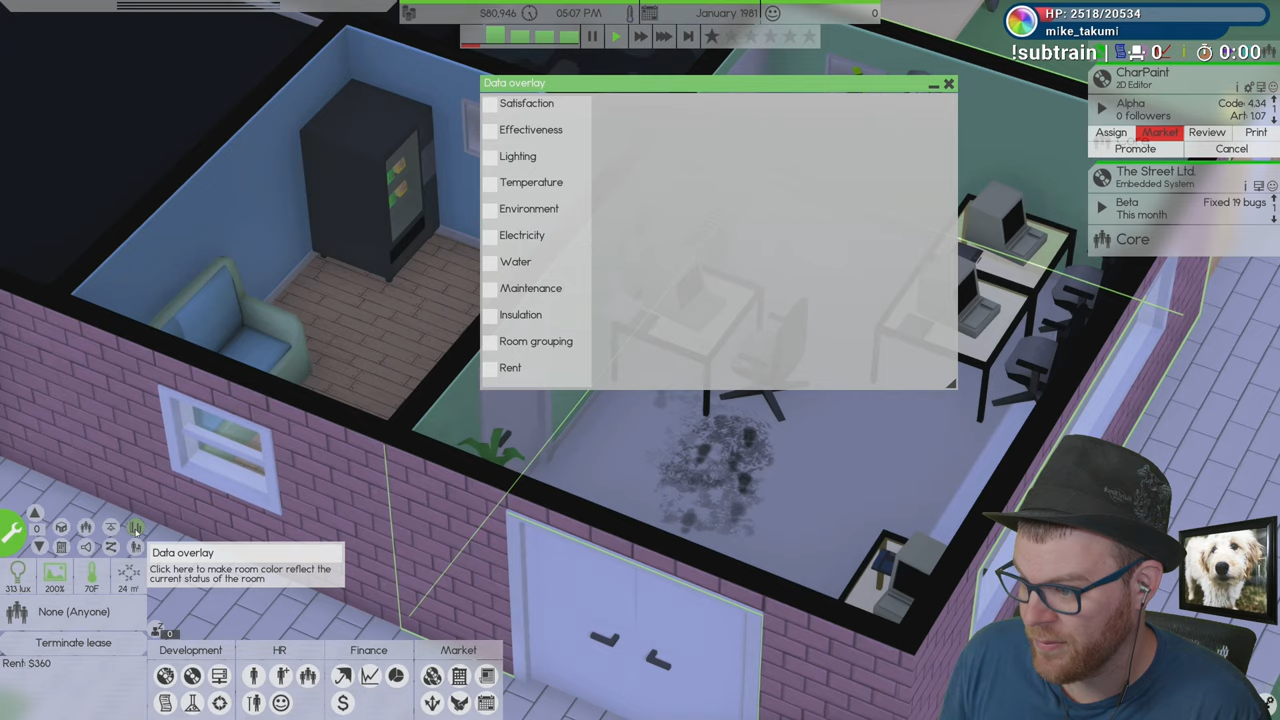 $80,946
05:07 PM
January 1981
0
HP: 2518/20534
mike_takumi
!subtrain | 0 0:00
CharPaint
2D Editor
Alpha
0 followers
Code: 4.34
Art: 1.07
Assign Market Review Print
Promote Cancel
The Street Ltd.
Embedded System
Beta
This month
Fixed 19 bugs
Core
Data overlay
Satisfaction
Effectiveness
Lighting
Temperature
Environment
Electricity
Water
Maintenance
Insulation
Room grouping
Rent
0
Data overlay
Click here to make room color reflect the
current status of the room
313 lux 200% 70F 24 m²
None (Anyone)
Terminate lease
Rent: $360
0
Development HR Finance Market